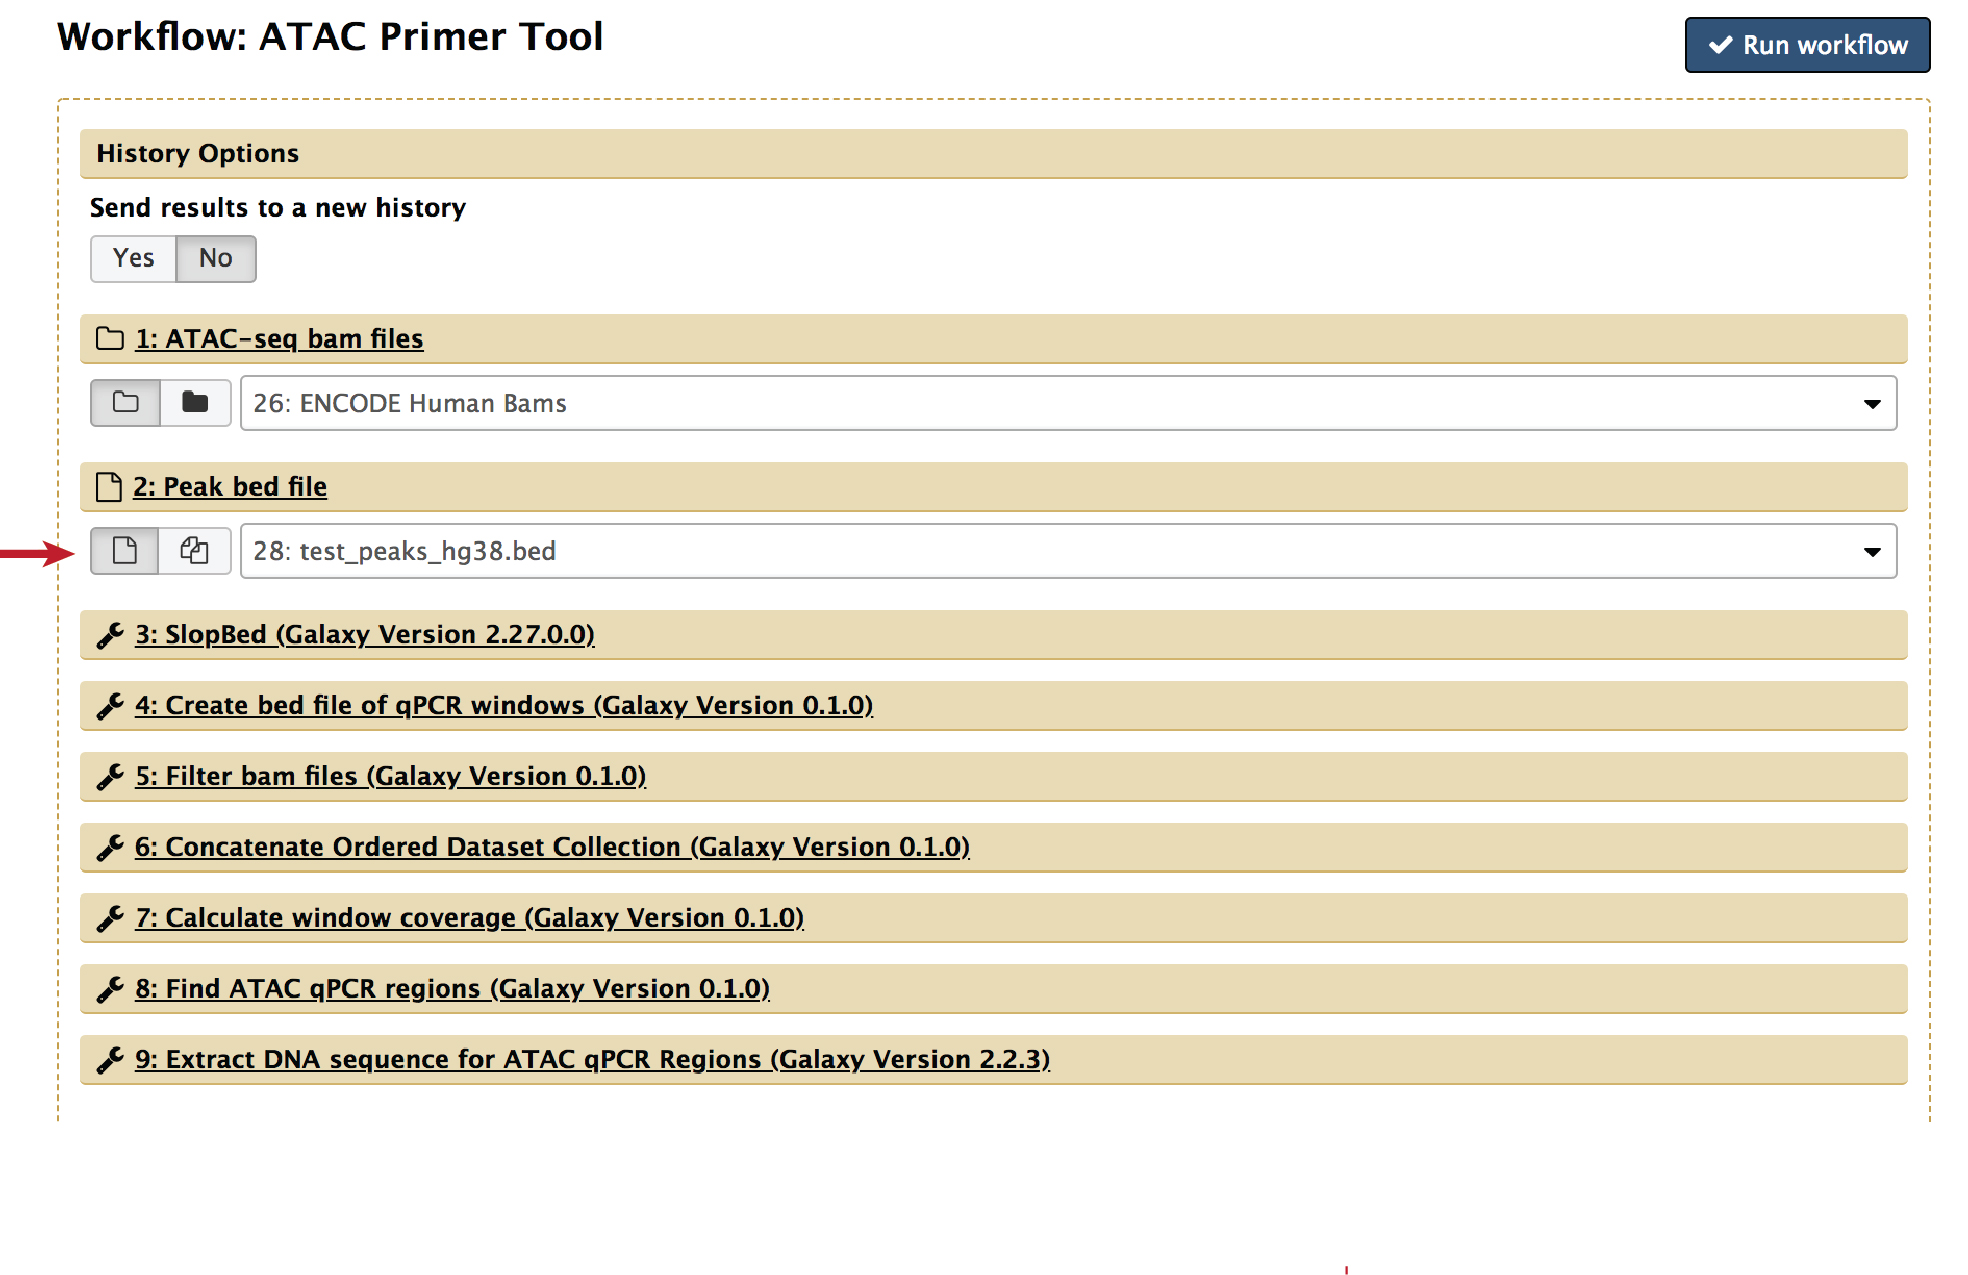 Workflow: ATAC Primer Tool
Run workflow
History Options
Send results to a new history
Yes No
1: ATAC-seq bam files
26: ENCODE Human Bams
2: Peak bed file
28: test_peaks_hg38.bed
3: SlopBed (Galaxy Version 2.27.0.0)
4: Create bed file of qPCR windows (Galaxy Version 0.1.0)
5: Filter bam files (Galaxy Version 0.1.0)
6: Concatenate Ordered Dataset Collection (Galaxy Version 0.1.0)
7: Calculate window coverage (Galaxy Version 0.1.0)
8: Find ATAC qPCR regions (Galaxy Version 0.1.0)
9: Extract DNA sequence for ATAC qPCR Regions (Galaxy Version 2.2.3)